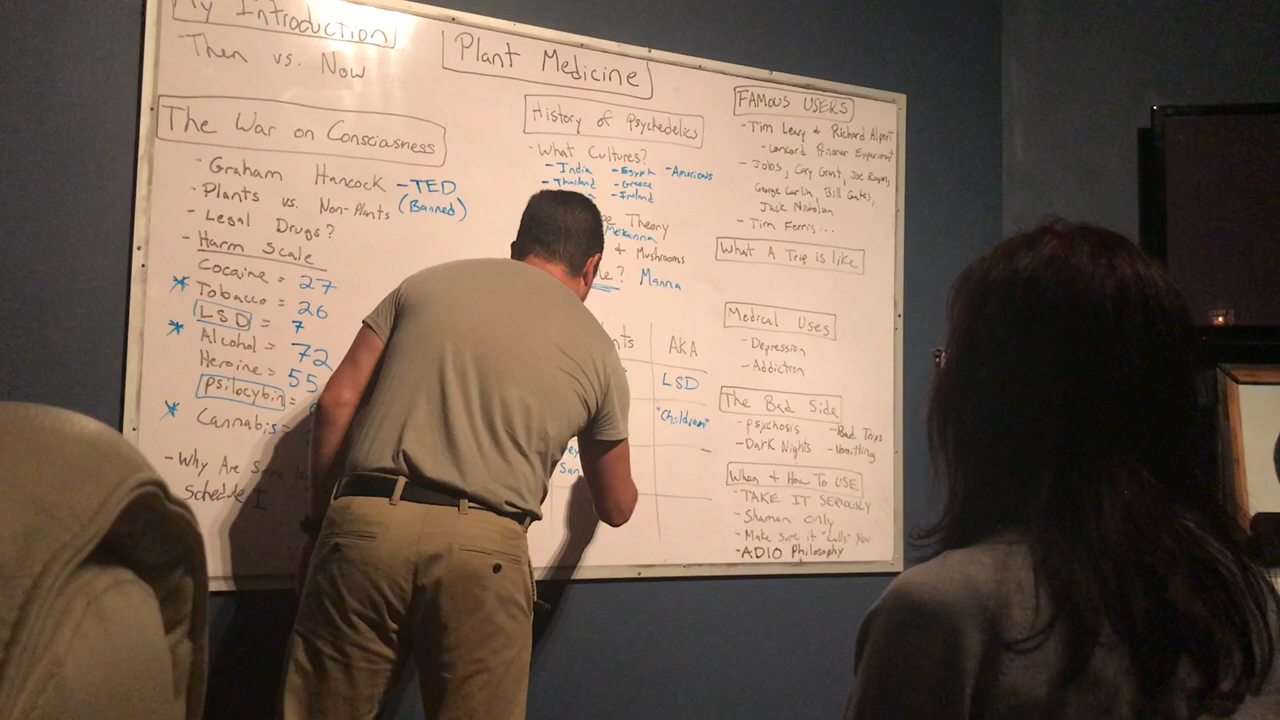 My Introduction
Then vs. Now
Plant Medicine
The War on Consciousness
- Graham Hancock - TED
- Plants vs. Non-Plants (Banned)
- Legal Drugs?
- Harm Scale
Cocaine = 27
* Tobacco = 26
LSD = 7
* Alcohol = 72
Heroine = 55
Psilocybin =
* Cannabis =
- Why Are Some
Schedule I
History of Psychedelics
- What Cultures?
- India - Egypt - Americas
- Thailand - Greece
- Ireland
Theory
McKenna
& Mushrooms
? Manna
AKA
LSD
"Children"
San
FAMOUS USERS
- Tim Leary & Richard Alpert
- Concord Prisoner Experiment
- Jobs, Cary Grant, Joe Rogan,
George Carlin, Bill Gates,
Jack Nicholson
- Tim Ferris...
What A Trip is like
Medical Uses
- Depression
- Addiction
The Bad Side
- Psychosis - Bad Trips
- Dark Nights - Vomitting
When & How To USE
- TAKE IT SERIOUSLY
- Shaman Only
- Make sure it "calls" you
- ADIO Philosophy